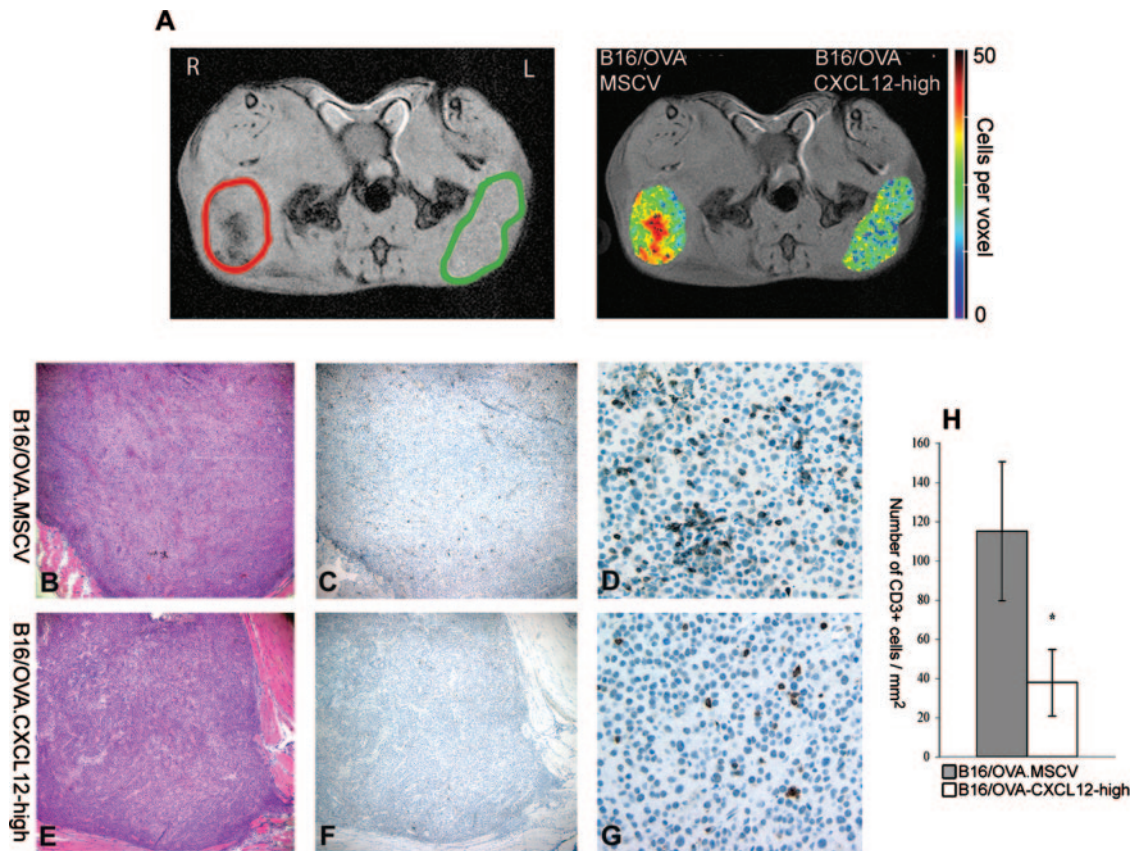 A
R
L
B16/OVA
MSCV
B16/OVA
CXCL12-high
50
Cells per voxel
0
B16/OVA.MSCV
B
C
D
B16/OVA.CXCL12-high
E
F
G
H
160
140
120
100
80
60
40
20
0
Number of CD3+ cells / mm²
*
B16/OVA.MSCV
B16/OVA-CXCL12-high